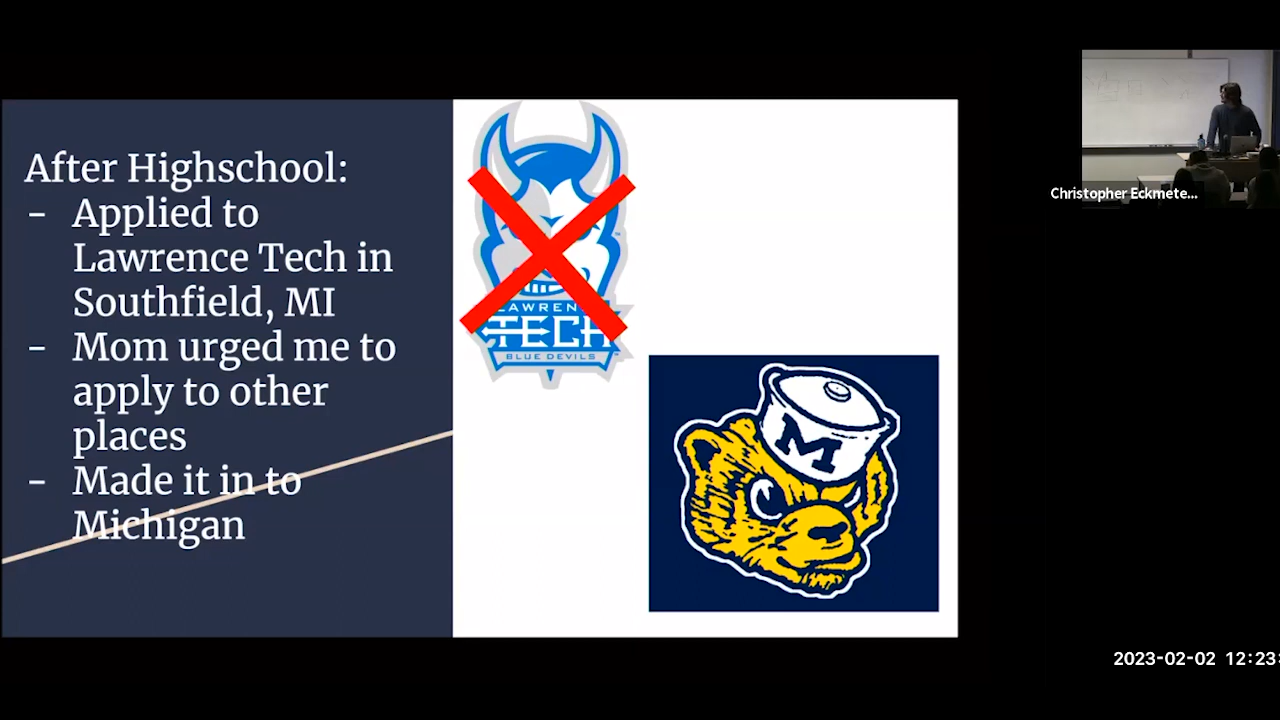 After Highschool:
- Applied to
Lawrence Tech in
Southfield, MI
- Mom urged me to
apply to other
places
- Made it in to
Michigan
TECH
BLUE DEVILS
M
Christopher Eckmete...
2023-02-02 12:23: